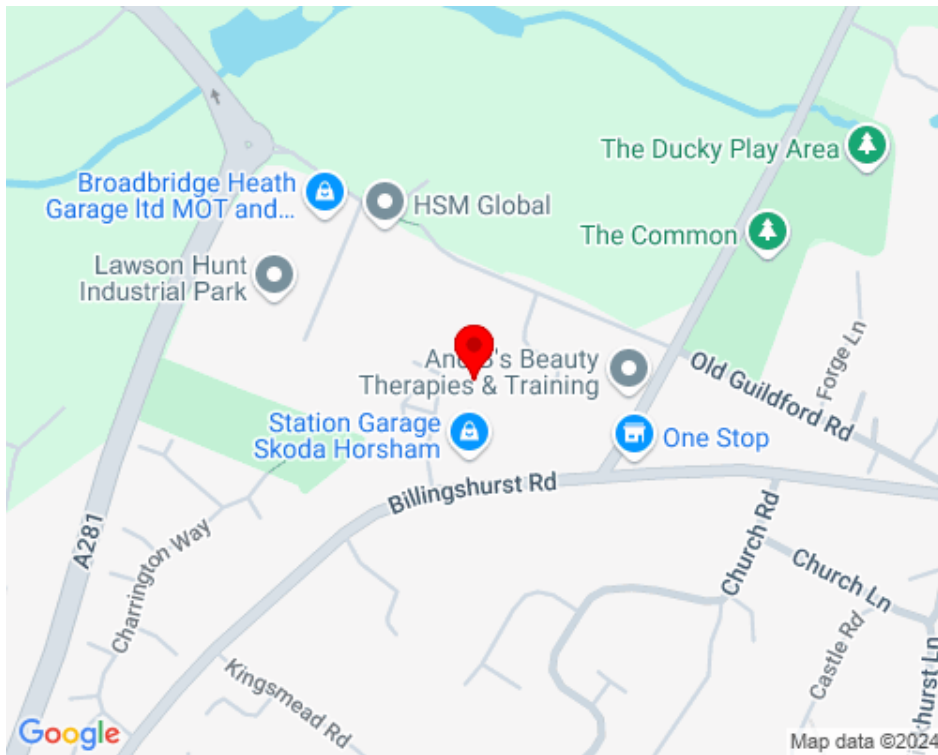 The Ducky Play Area
Broadbridge Heath
Garage ltd MOT and...
HSM Global
The Common
Lawson Hunt
Industrial Park
Forge Ln
's Beauty
Therapies & Training
Old Guildford Rd
Station Garage
Skoda Horsham
One Stop
Billingshurst Rd
A281
Charrington Way
Church Rd
Church Ln
Castle Rd
Kingsmead Rd
khurst Ln
Google
Map data ©2024